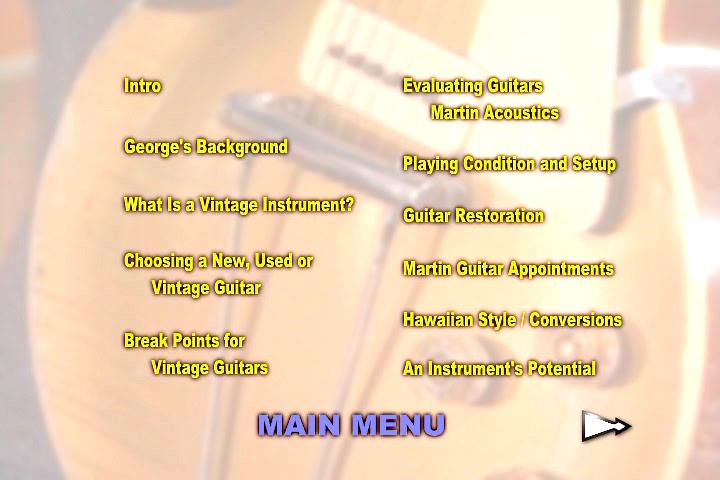 Intro
George's Background
What Is a Vintage Instrument?
Choosing a New, Used or
Vintage Guitar
Break Points for
Vintage Guitars
Evaluating Guitars
Martin Acoustics
Playing Condition and Setup
Guitar Restoration
Martin Guitar Appointments
Hawaiian Style / Conversions
An Instrument's Potential
MAIN MENU